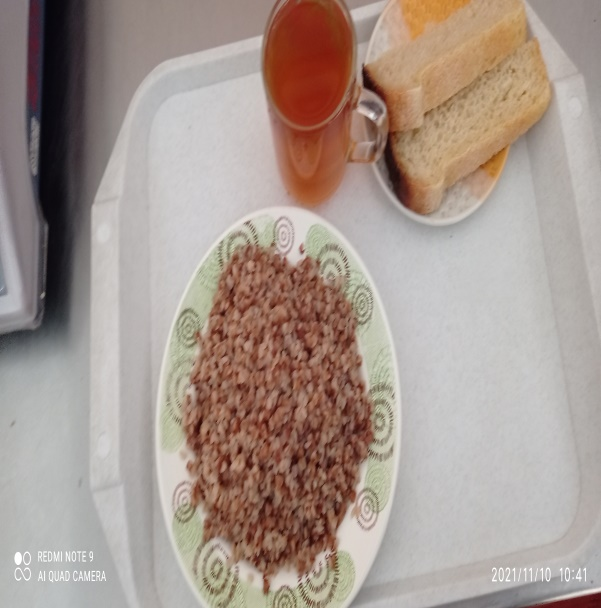 REDMI NOTE 9
AI QUAD CAMERA
2021/11/10 10:41